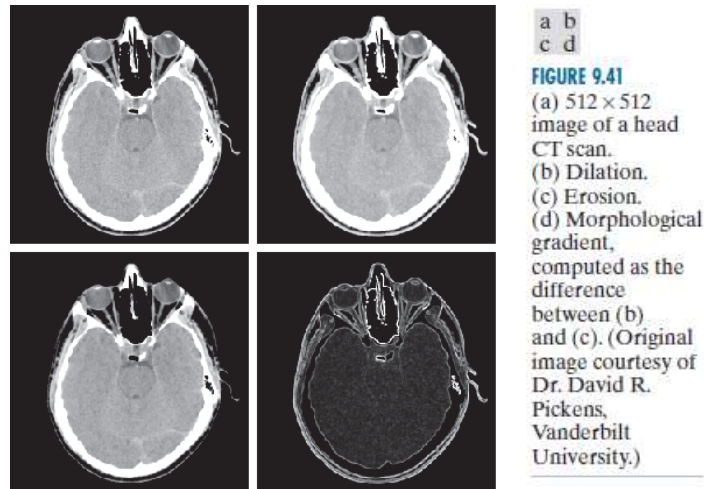 a b
c d
FIGURE 9.41
(a) 512 × 512
image of a head
CT scan.
(b) Dilation.
(c) Erosion.
(d) Morphological
gradient,
computed as the
difference
between (b)
and (c). (Original
image courtesy of
Dr. David R.
Pickens,
Vanderbilt
University.)